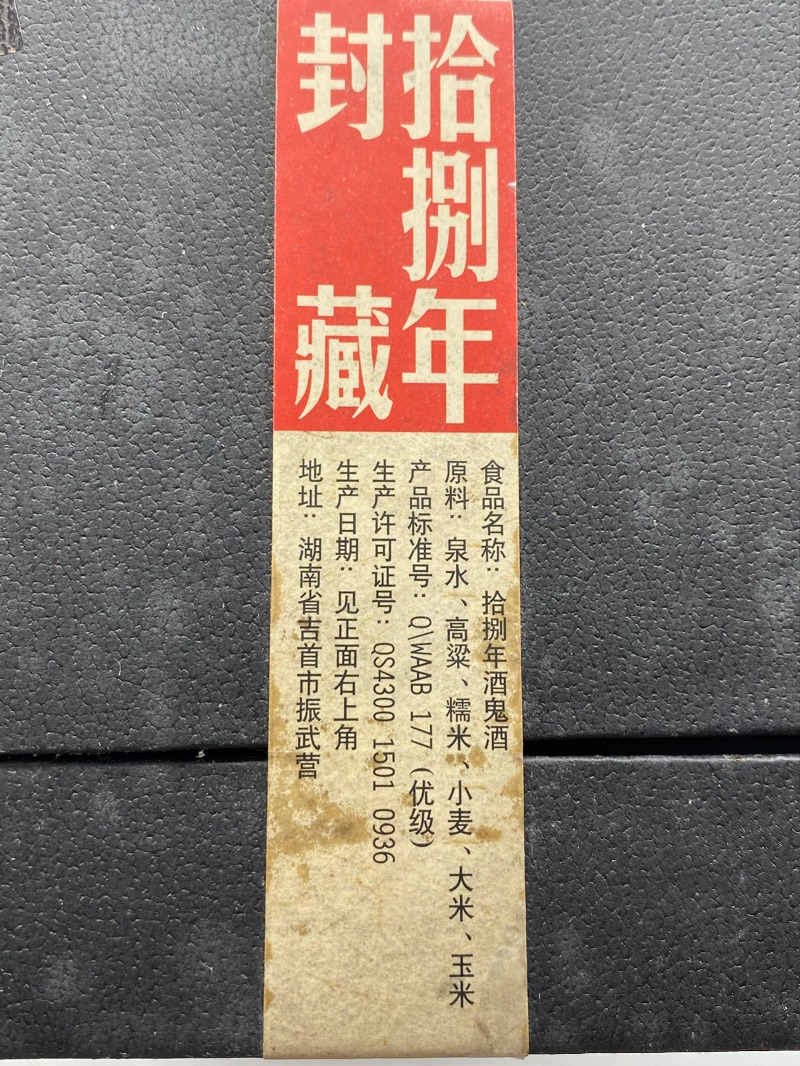 拾捌年
封藏
食品名称：拾捌年酒鬼酒
原料：泉水、高粱、糯米、小麦、大米、玉米
产品标准号：Q\WAAB 177（优级）
生产许可证号：QS4300 1501 0936
生产日期：见正面右上角
地址：湖南省吉首市振武营